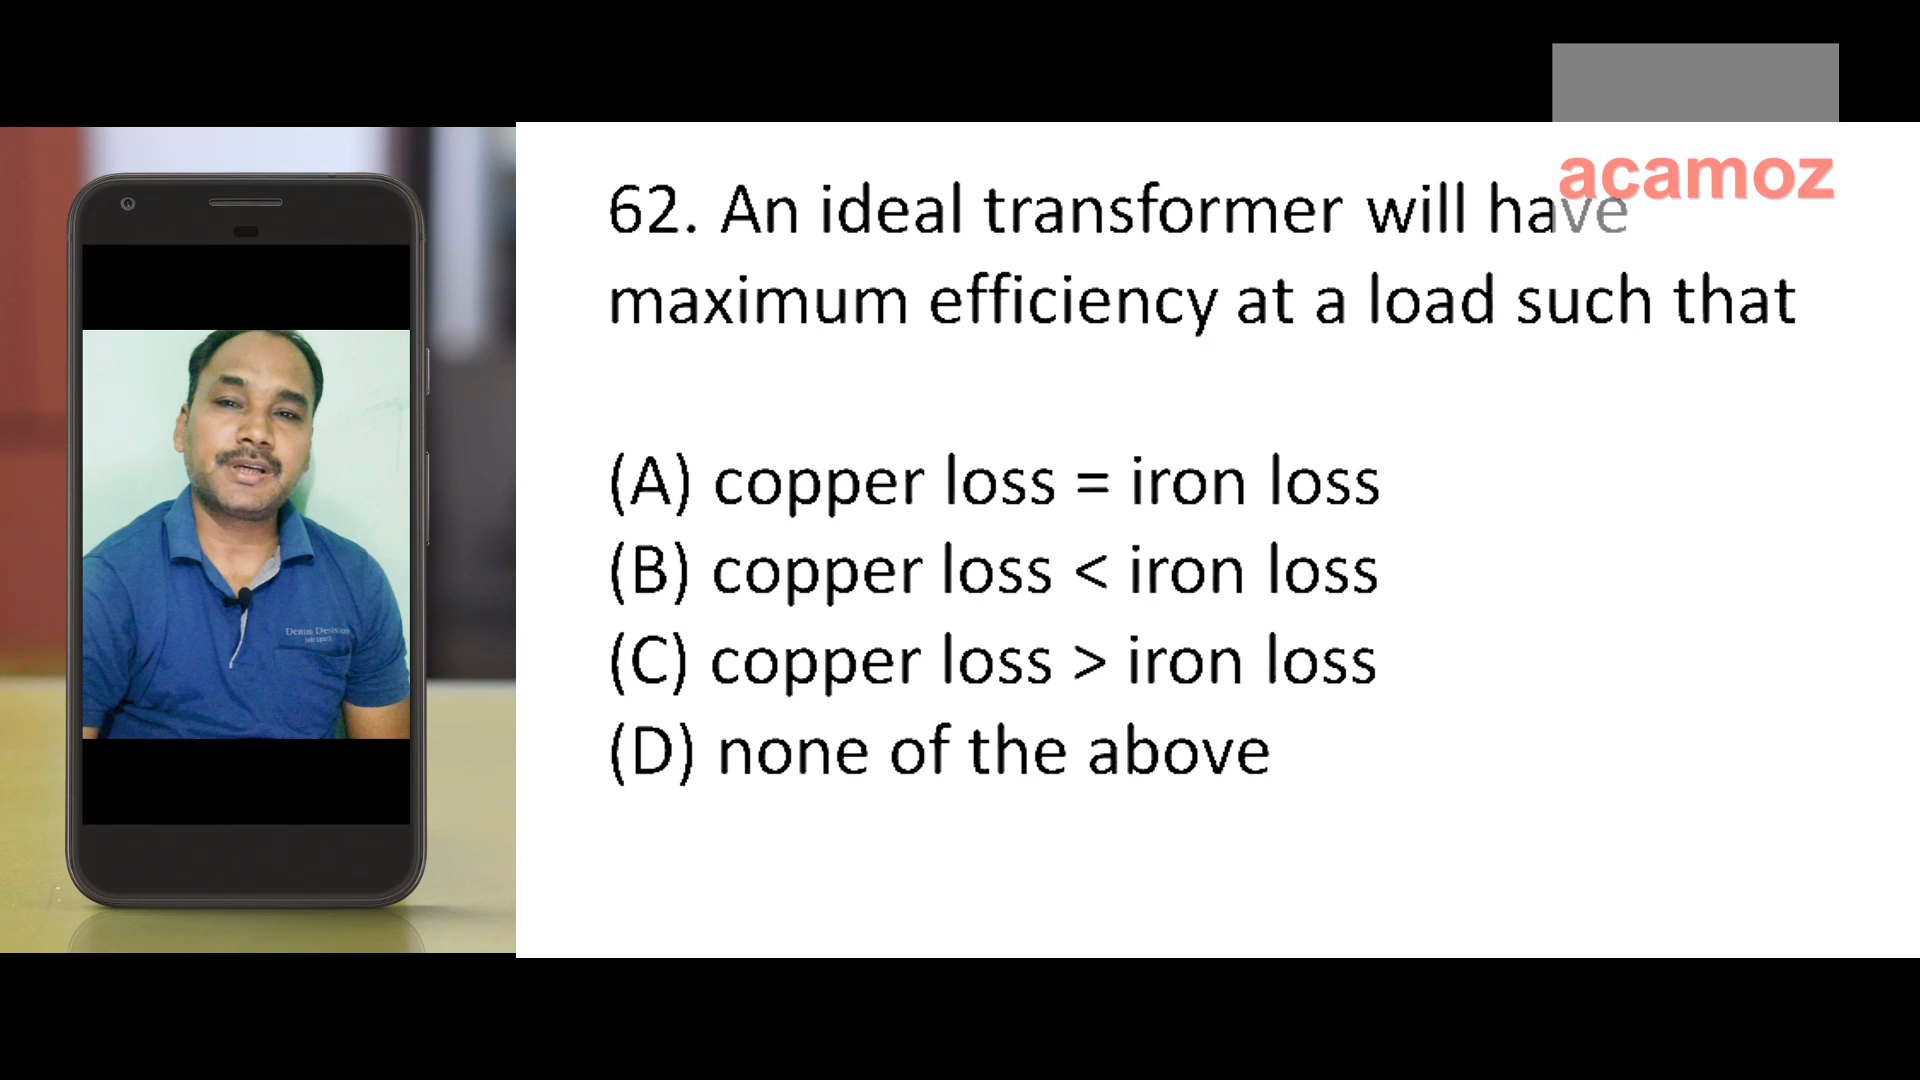 acamoz
62. An ideal transformer will have
maximum efficiency at a load such that
(A) copper loss = iron loss
(B) copper loss < iron loss
(C) copper loss > iron loss
(D) none of the above